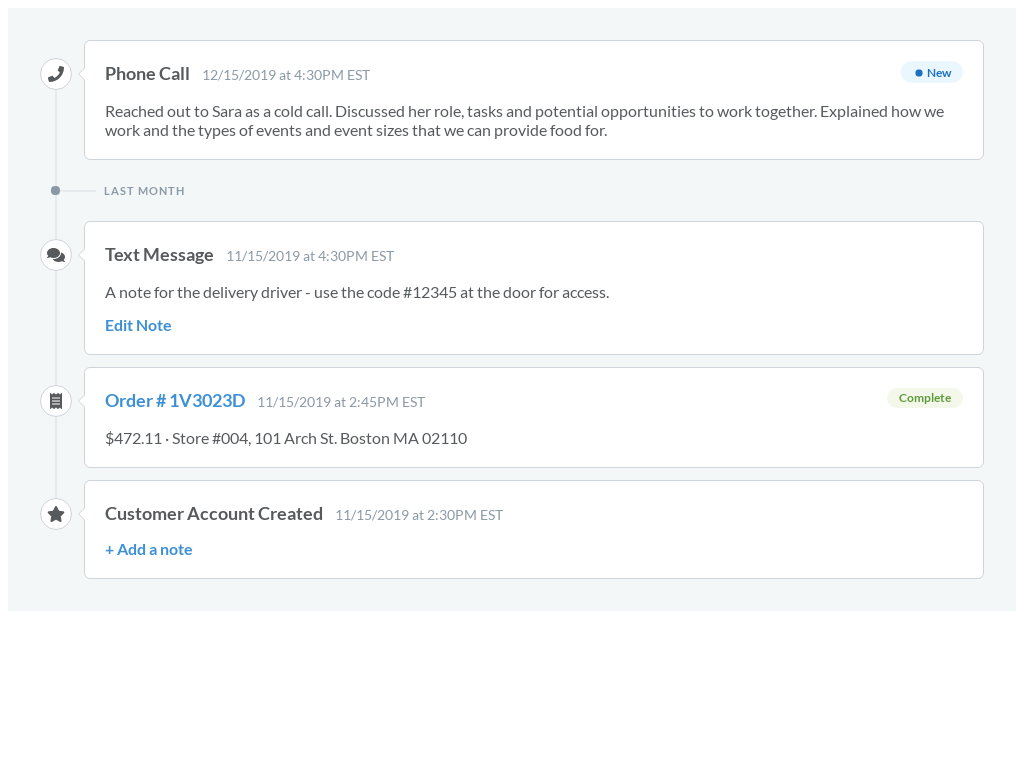 Phone Call 12/15/2019 at 4:30PM EST New
Reached out to Sara as a cold call. Discussed her role, tasks and potential opportunities to work together. Explained how we
work and the types of events and event sizes that we can provide food for.
LAST MONTH
Text Message 11/15/2019 at 4:30PM EST
A note for the delivery driver - use the code #12345 at the door for access.
Edit Note
Order # 1V3023D 11/15/2019 at 2:45PM EST Complete
$472.11 · Store #004, 101 Arch St. Boston MA 02110
Customer Account Created 11/15/2019 at 2:30PM EST
+ Add a note